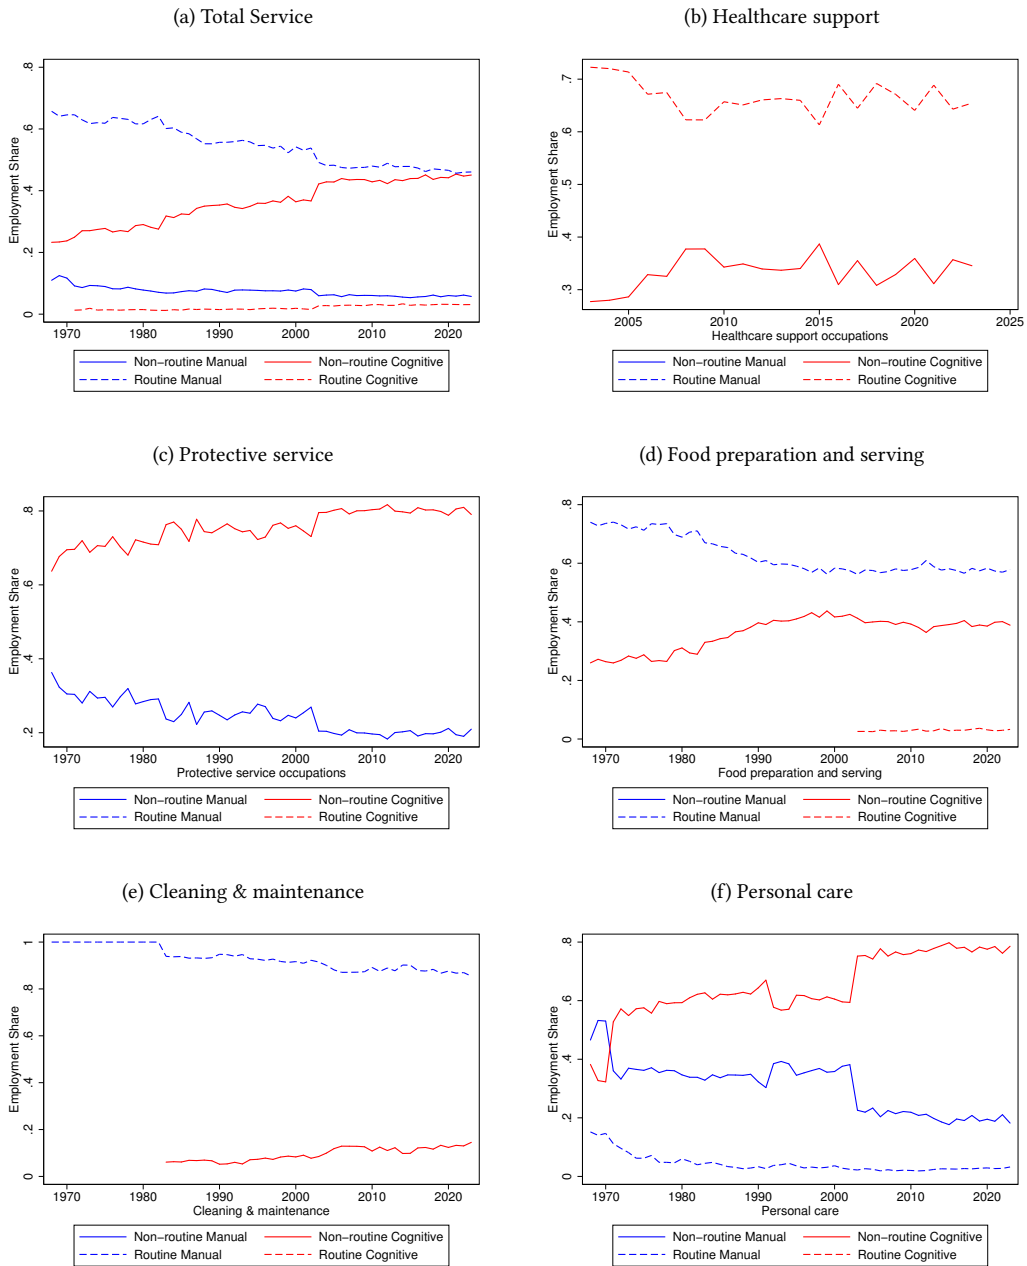 (a) Total Service
Employment Share
.8
.6
.4
.2
0
1970 1980 1990 2000 2010 2020
Non−routine Manual Non−routine Cognitive
Routine Manual Routine Cognitive
(b) Healthcare support
Employment Share
.7
.6
.5
.4
.3
2005 2010 2015 2020 2025
Healthcare support occupations
Non−routine Manual Non−routine Cognitive
Routine Manual Routine Cognitive
(c) Protective service
Employment Share
.8
.6
.4
.2
1970 1980 1990 2000 2010 2020
Protective service occupations
Non−routine Manual Non−routine Cognitive
Routine Manual Routine Cognitive
(d) Food preparation and serving
Employment Share
.8
.6
.4
.2
0
1970 1980 1990 2000 2010 2020
Food preparation and serving
Non−routine Manual Non−routine Cognitive
Routine Manual Routine Cognitive
(e) Cleaning & maintenance
Employment Share
1
.8
.6
.4
.2
0
1970 1980 1990 2000 2010 2020
Cleaning & maintenance
Non−routine Manual Non−routine Cognitive
Routine Manual Routine Cognitive
(f) Personal care
Employment Share
.8
.6
.4
.2
0
1970 1980 1990 2000 2010 2020
Personal care
Non−routine Manual Non−routine Cognitive
Routine Manual Routine Cognitive